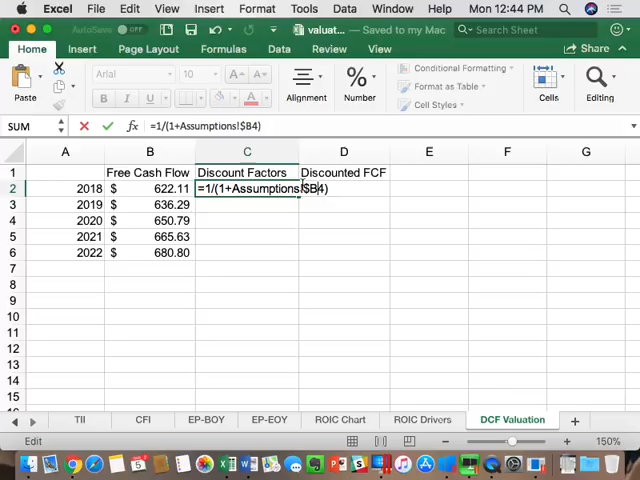 Excel File Edit View Insert Format Tools Data Window Help Mon 12:44 PM
AutoSave OFF valuat... — Saved to my Mac Search Sheet
Home Insert Page Layout Formulas Data Review View Share
Paste Arial 10 A A B I U A Alignment % Number Conditional Formatting Format as Table Cell Styles Cells Editing
SUM fx =1/(1+Assumptions!$B4)
A B C D E F G
1 Free Cash Flow Discount Factors Discounted FCF
2 2018 $ 622.11 =1/(1+Assumptions!$B4)
3 2019 $ 636.29
4 2020 $ 650.79
5 2021 $ 665.63
6 2022 $ 680.80
7
8
9
10
11
12
13
14
15
TII CFI EP-BOY EP-EOY ROIC Chart ROIC Drivers DCF Valuation +
Edit 150%